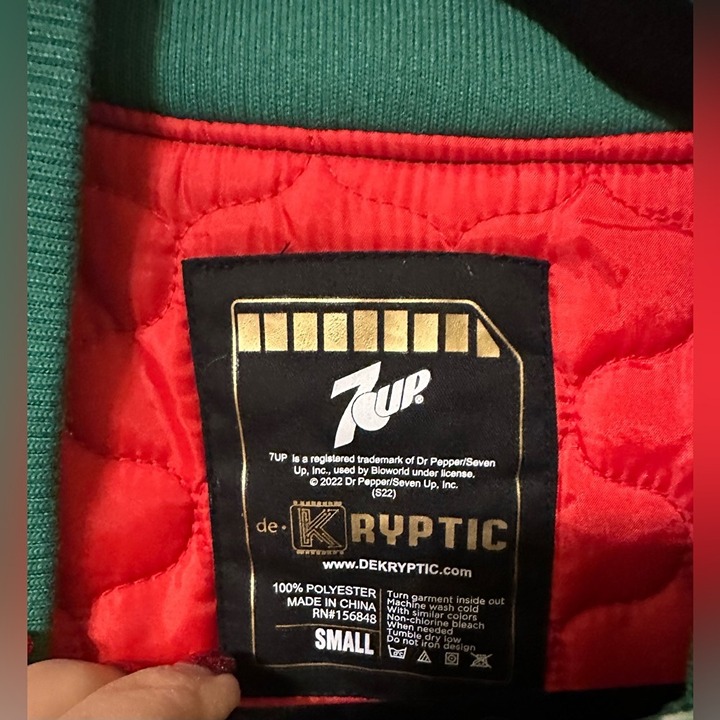 7UP®
7UP is a registered trademark of Dr Pepper/Seven
Up, Inc., used by Bioworld under license.
© 2022 Dr Pepper/Seven Up, Inc.
(S22)
de•KRYPTIC
www.DEKRYPTIC.com
100% POLYESTER
MADE IN CHINA
RN#156848
SMALL
Turn garment inside out
Machine wash cold
With similar colors
Non-chlorine bleach
When needed
Tumble dry low
Do not iron design